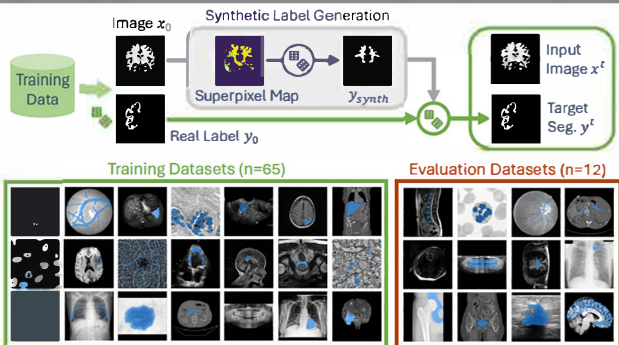 Synthetic Label Generation
Image x₀
Training
Data
Superpixel Map
y_synth
Real Label y₀
Input
Image xᵗ
Target
Seg. yᵗ
Training Datasets (n=65)
Evaluation Datasets (n=12)